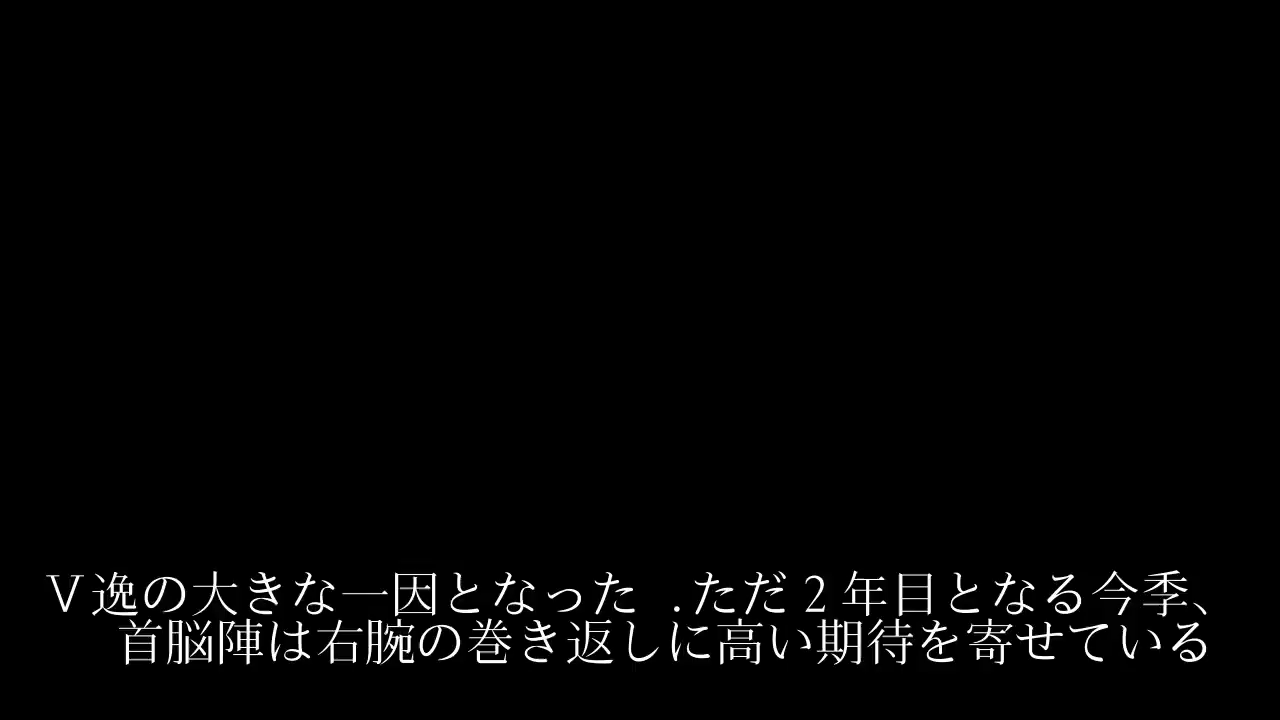 Ｖ逸の大きな一因となった .ただ２年目となる今季、
首脳陣は右腕の巻き返しに高い期待を寄せている